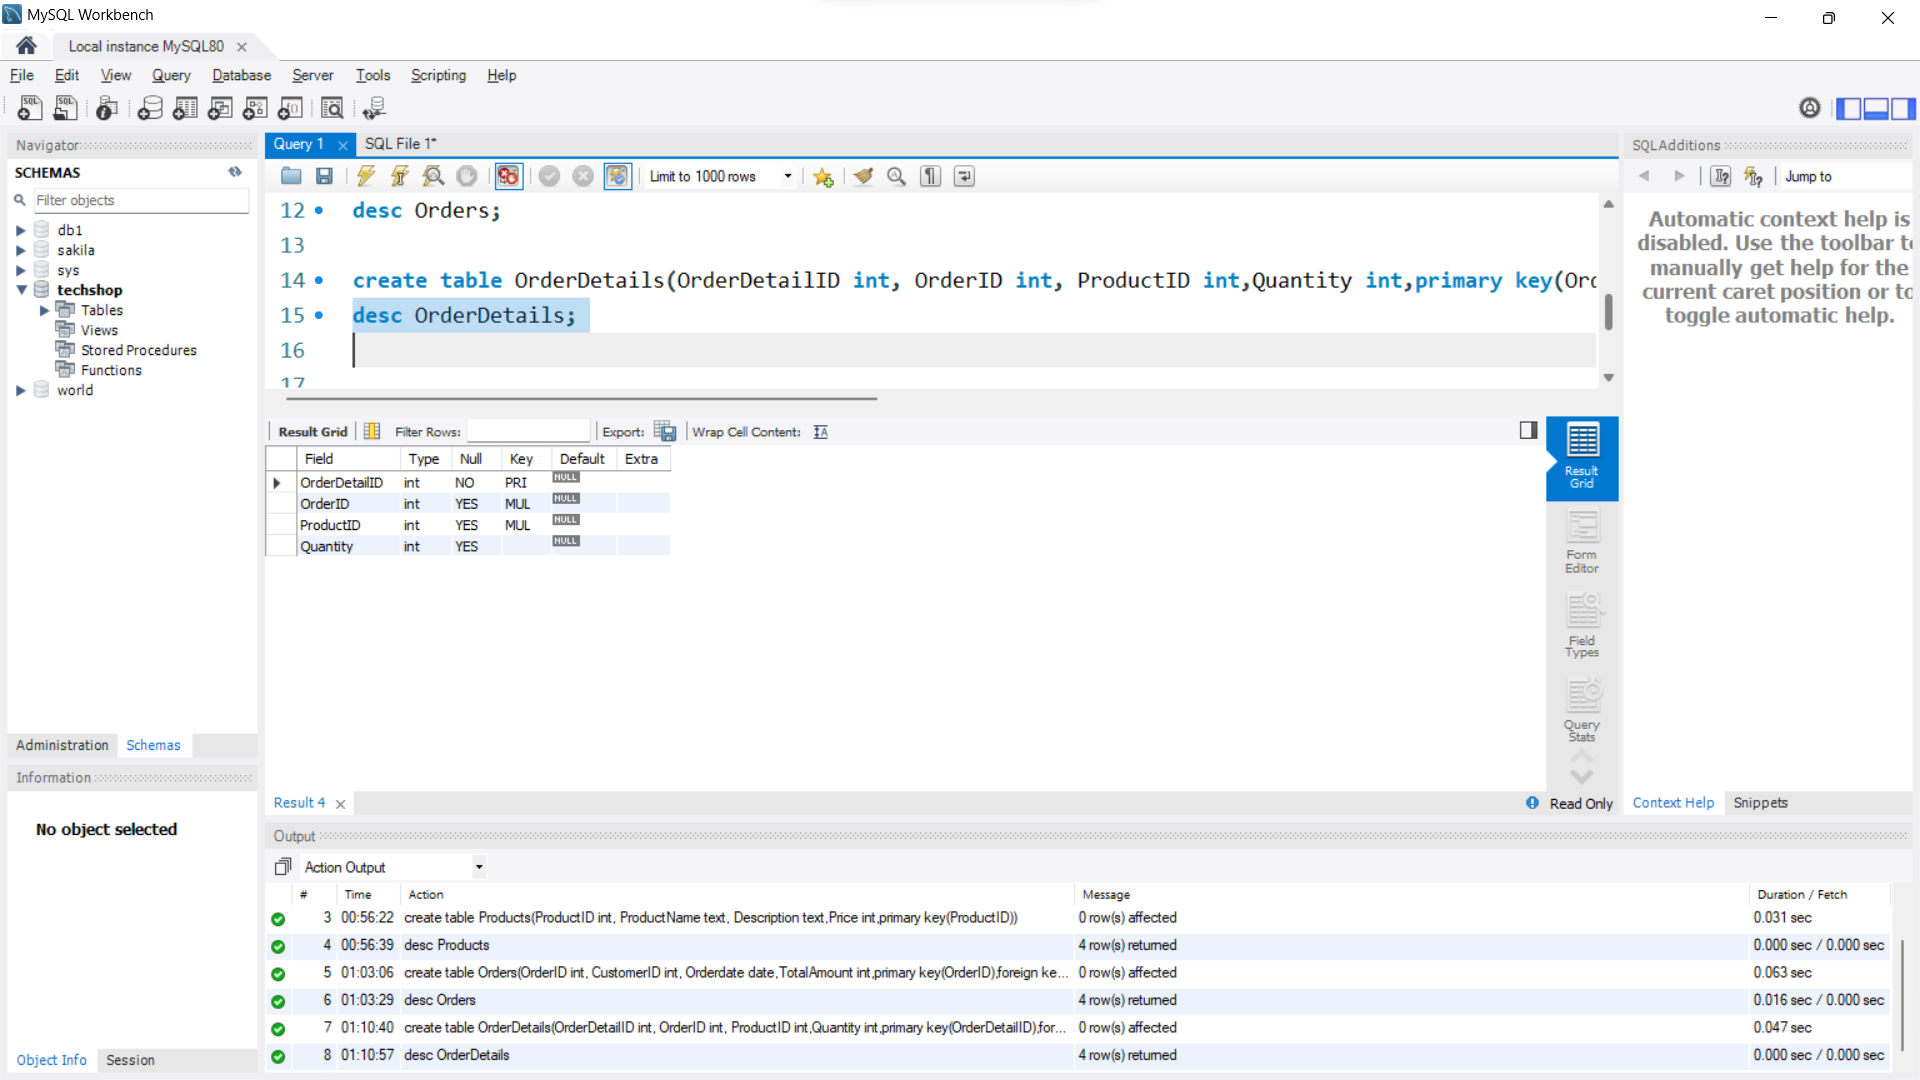 MySQL Workbench
Local instance MySQL80
File Edit View Query Database Server Tools Scripting Help
Navigator
SCHEMAS
Filter objects
db1
sakila
sys
techshop
Tables
Views
Stored Procedures
Functions
world
Administration Schemas
Information
No object selected
Object Info Session
Query 1 SQL File 1*
Limit to 1000 rows
12 desc Orders;
13
14 create table OrderDetails(OrderDetailID int, OrderID int, ProductID int,Quantity int,primary key(Ord
15 desc OrderDetails;
16
17
Result Grid Filter Rows: Export: Wrap Cell Content:
Field Type Null Key Default Extra
OrderDetailID int NO PRI NULL
OrderID int YES MUL NULL
ProductID int YES MUL NULL
Quantity int YES NULL
Result
Grid
Form
Editor
Field
Types
Query
Stats
Result 4 Read Only
SQLAdditions
Jump to
Automatic context help is
disabled. Use the toolbar to
manually get help for the
current caret position or to
toggle automatic help.
Context Help Snippets
Output
Action Output
# Time Action Message Duration / Fetch
3 00:56:22 create table Products(ProductID int, ProductName text, Description text,Price int,primary key(ProductID)) 0 row(s) affected 0.031 sec
4 00:56:39 desc Products 4 row(s) returned 0.000 sec / 0.000 sec
5 01:03:06 create table Orders(OrderID int, CustomerID int, Orderdate date,TotalAmount int,primary key(OrderID),foreign ke... 0 row(s) affected 0.063 sec
6 01:03:29 desc Orders 4 row(s) returned 0.016 sec / 0.000 sec
7 01:10:40 create table OrderDetails(OrderDetailID int, OrderID int, ProductID int,Quantity int,primary key(OrderDetailID),for... 0 row(s) affected 0.047 sec
8 01:10:57 desc OrderDetails 4 row(s) returned 0.000 sec / 0.000 sec